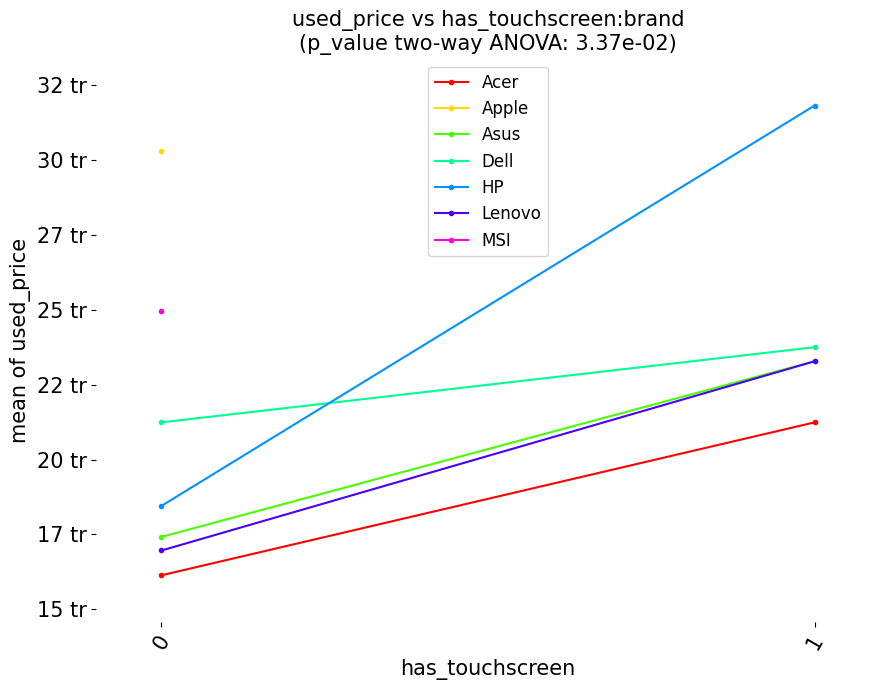 used_price vs has_touchscreen:brand
(p_value two-way ANOVA: 3.37e-02)
Acer
Apple
Asus
Dell
HP
Lenovo
MSI
32 tr
30 tr
27 tr
25 tr
22 tr
20 tr
17 tr
15 tr
mean of used_price
0
1
has_touchscreen